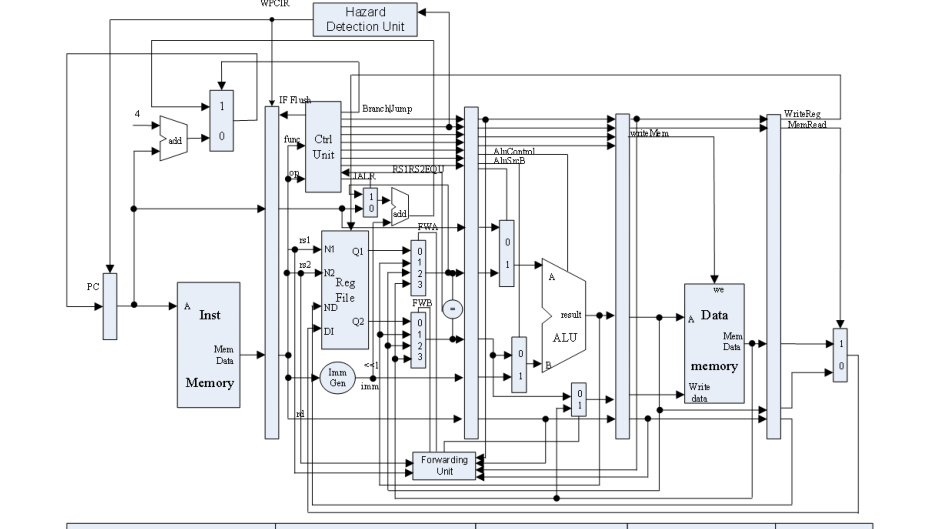 WPCIR
Hazard
Detection Unit
IF Flush
Branch|Jump
WriteReg
MemRead
1
0
4
add
func
Ctrl
Unit
writeMem
AluControl
AluSrcB
RS1RS2EQU
op
JALR
1
0
add
FWA
rs1
N1
Q1
0
1
2
3
0
1
rs2
N2
Reg
File
A
PC
we
A
Inst
ND
FWB
=
result
Data
A
DI
Q2
0
1
2
3
ALU
Mem
Data
1
0
Mem
Data
0
1
B
memory
Memory
Imm
Gen
<<1
imm
0
1
Write
data
rd
Forwarding
Unit